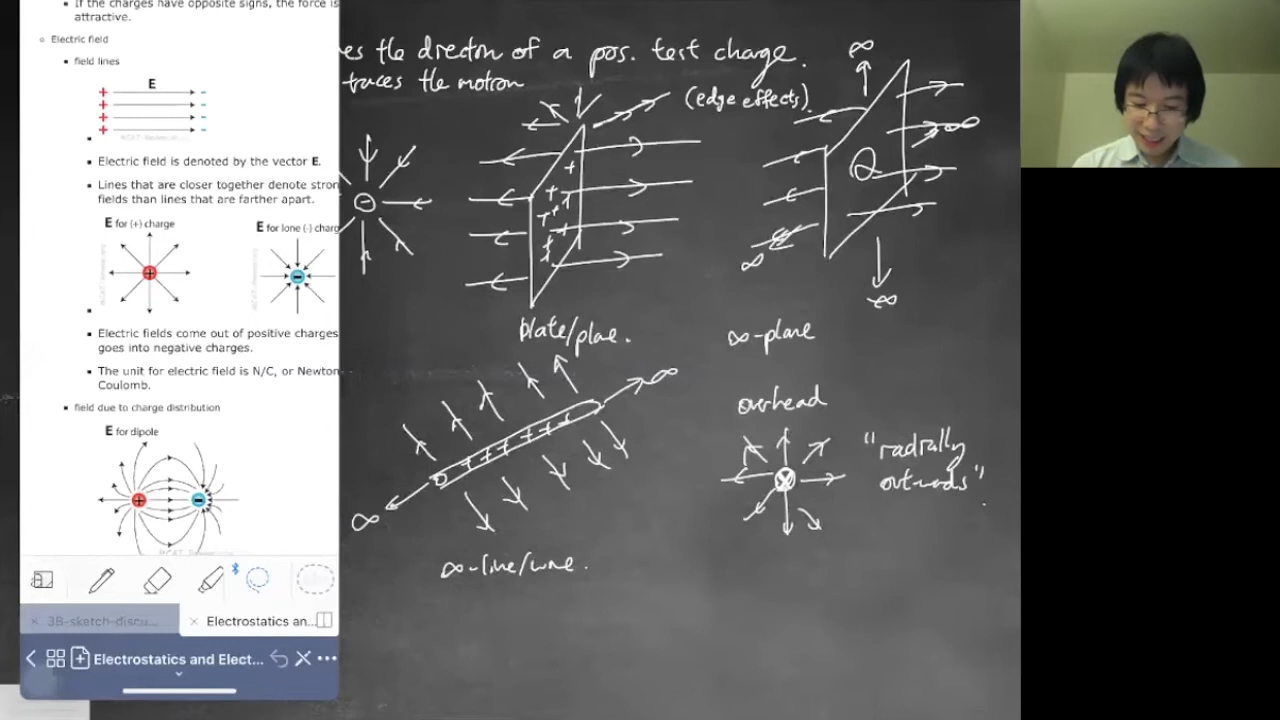 If the charges have opposite signs, the force is
attractive.
Electric field
field lines
E
+ -
+ -
+ -
+ -
Electric field is denoted by the vector E.
Lines that are closer together denote stron
fields than lines that are farther apart.
E for (+) charge
E for lone (-) charg
+
-
Electric fields come out of positive charges
goes into negative charges.
The unit for electric field is N/C, or Newton
Coulomb.
field due to charge distribution
E for dipole
+ -
3B-sketch-discu...
Electrostatics an...
Electrostatics and Elect...
es the direction of a pos. test charge.
traces the motion
(edge effects).
-
+ + + + + + +
plate/plane.
∞
∞
Q
∞
-∞
∞-plane
∞
+ + + + + + +
∞
∞-line/wire.
overhead
"radially
outwards".